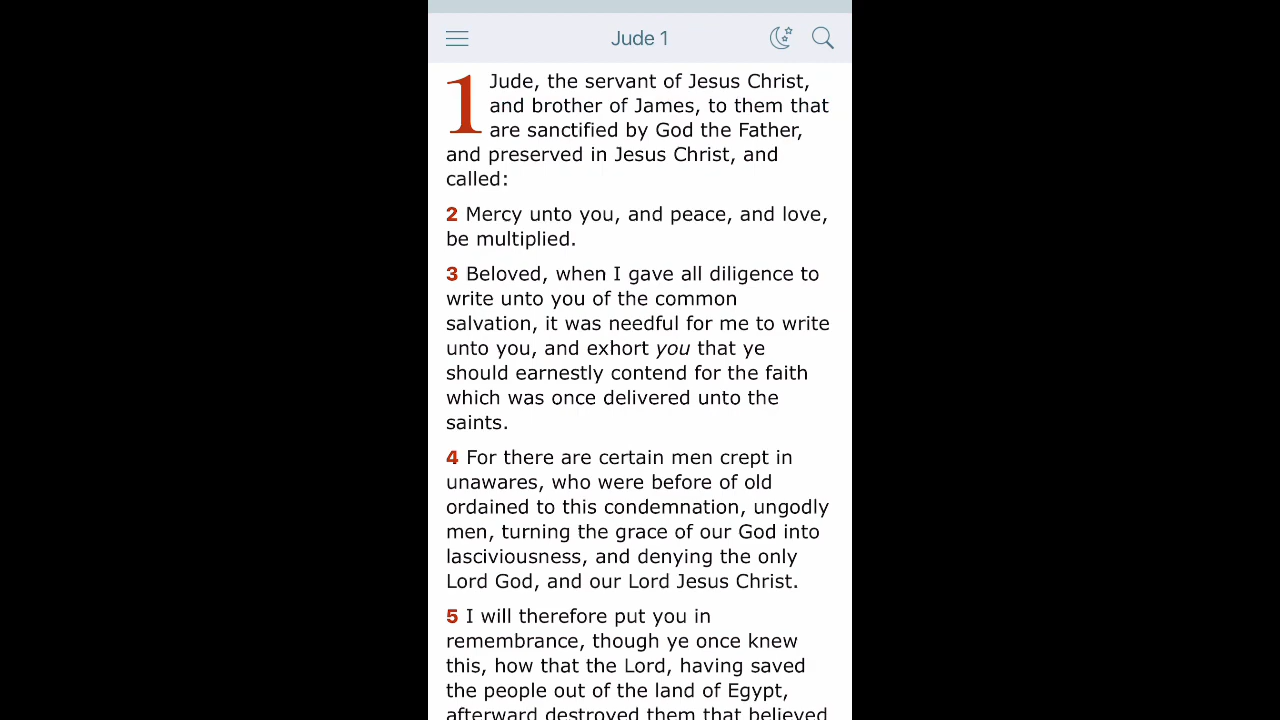 Jude 1
1 Jude, the servant of Jesus Christ,
and brother of James, to them that
are sanctified by God the Father,
and preserved in Jesus Christ, and
called:
2 Mercy unto you, and peace, and love,
be multiplied.
3 Beloved, when I gave all diligence to
write unto you of the common
salvation, it was needful for me to write
unto you, and exhort you that ye
should earnestly contend for the faith
which was once delivered unto the
saints.
4 For there are certain men crept in
unawares, who were before of old
ordained to this condemnation, ungodly
men, turning the grace of our God into
lasciviousness, and denying the only
Lord God, and our Lord Jesus Christ.
5 I will therefore put you in
remembrance, though ye once knew
this, how that the Lord, having saved
the people out of the land of Egypt,
afterward destroyed them that believed